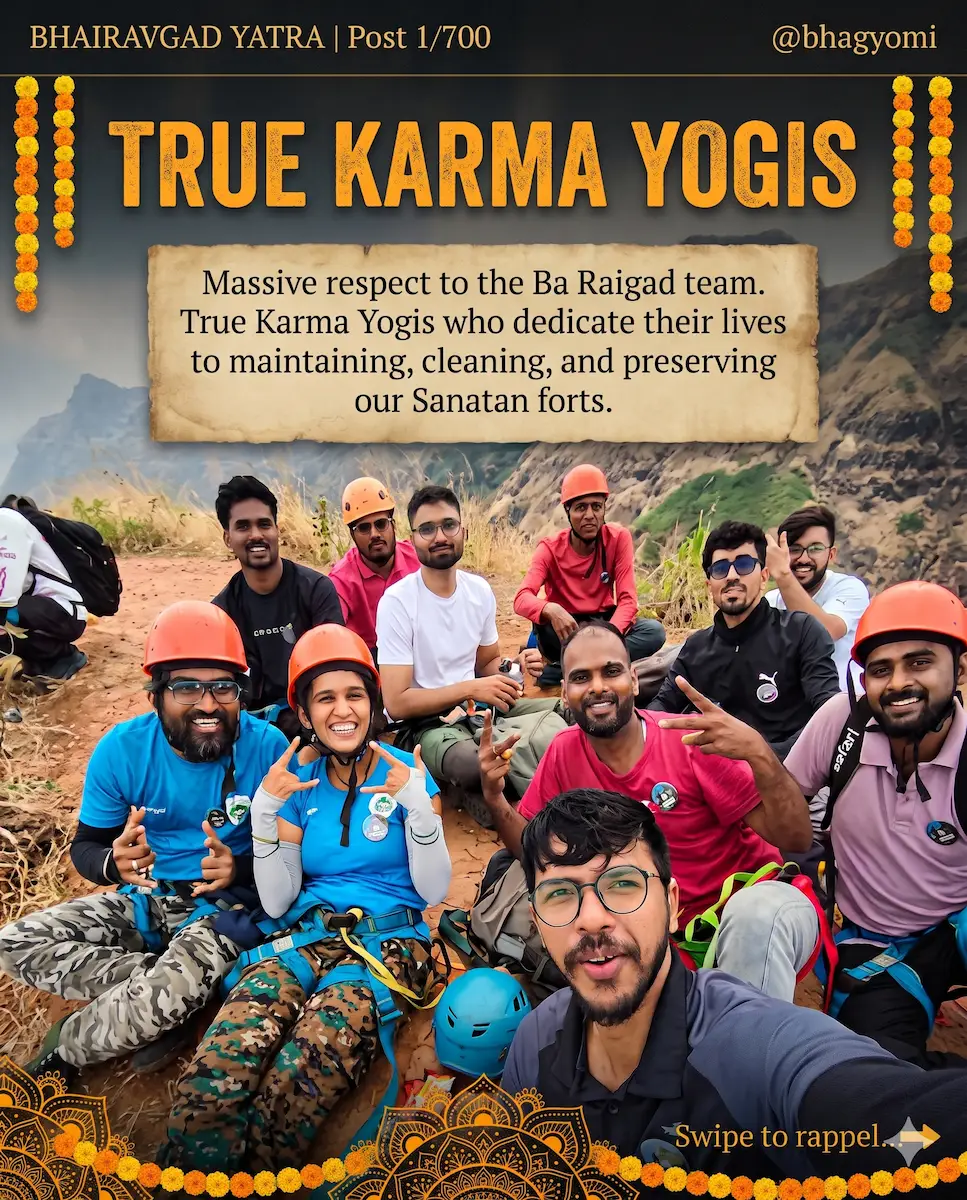 BHAIRAVGAD YATRA | Post 1/700
@bhagyomi
TRUE KARMA YOGIS
Massive respect to the Ba Raigad team.
True Karma Yogis who dedicate their lives
to maintaining, cleaning, and preserving
our Sanatan forts.
Swipe to rappel...